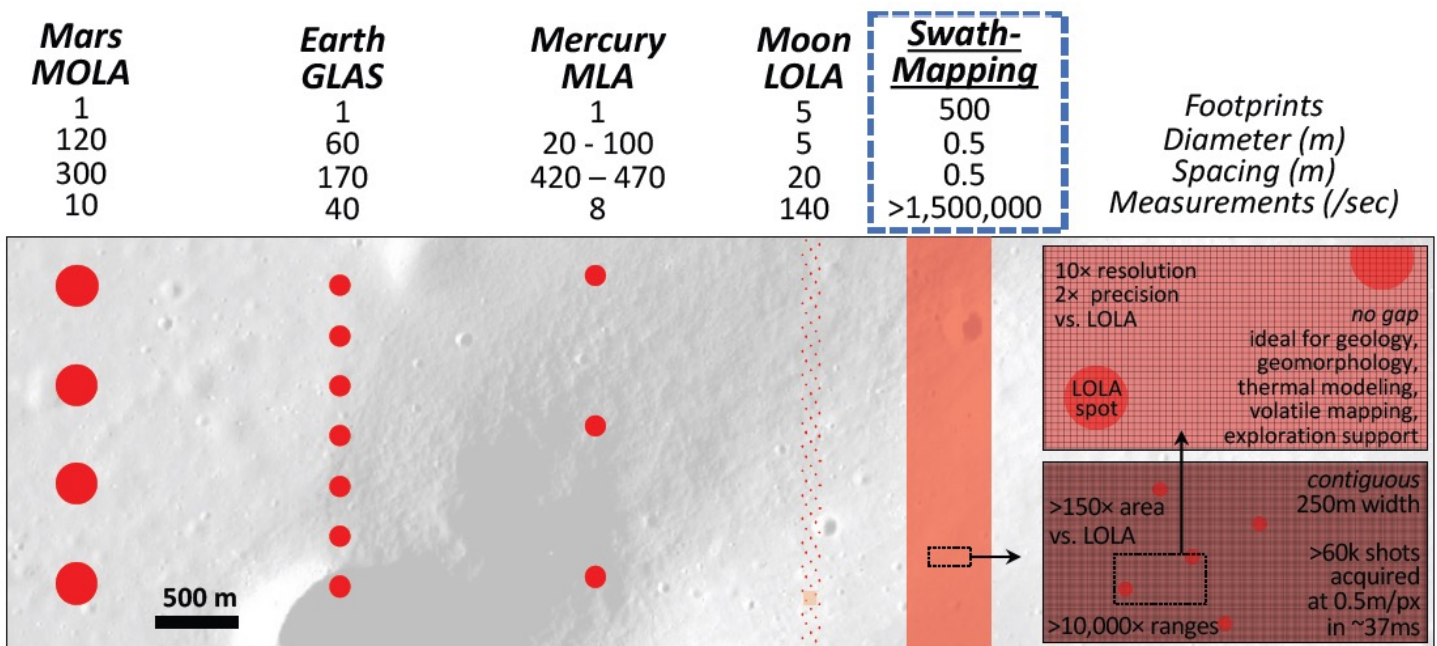 Mars
MOLA
1
120
300
10
Earth
GLAS
1
60
170
40
Mercury
MLA
1
20 - 100
420 – 470
8
Moon
LOLA
5
5
20
140
Swath-
Mapping
500
0.5
0.5
>1,500,000
Footprints
Diameter (m)
Spacing (m)
Measurements (/sec)
500 m
10× resolution
2× precision
vs. LOLA
no gap
ideal for geology,
geomorphology,
thermal modeling,
volatile mapping,
exploration support
LOLA
spot
contiguous
250m width
>150× area
vs. LOLA
>60k shots
acquired
at 0.5m/px
in ~37ms
>10,000× ranges